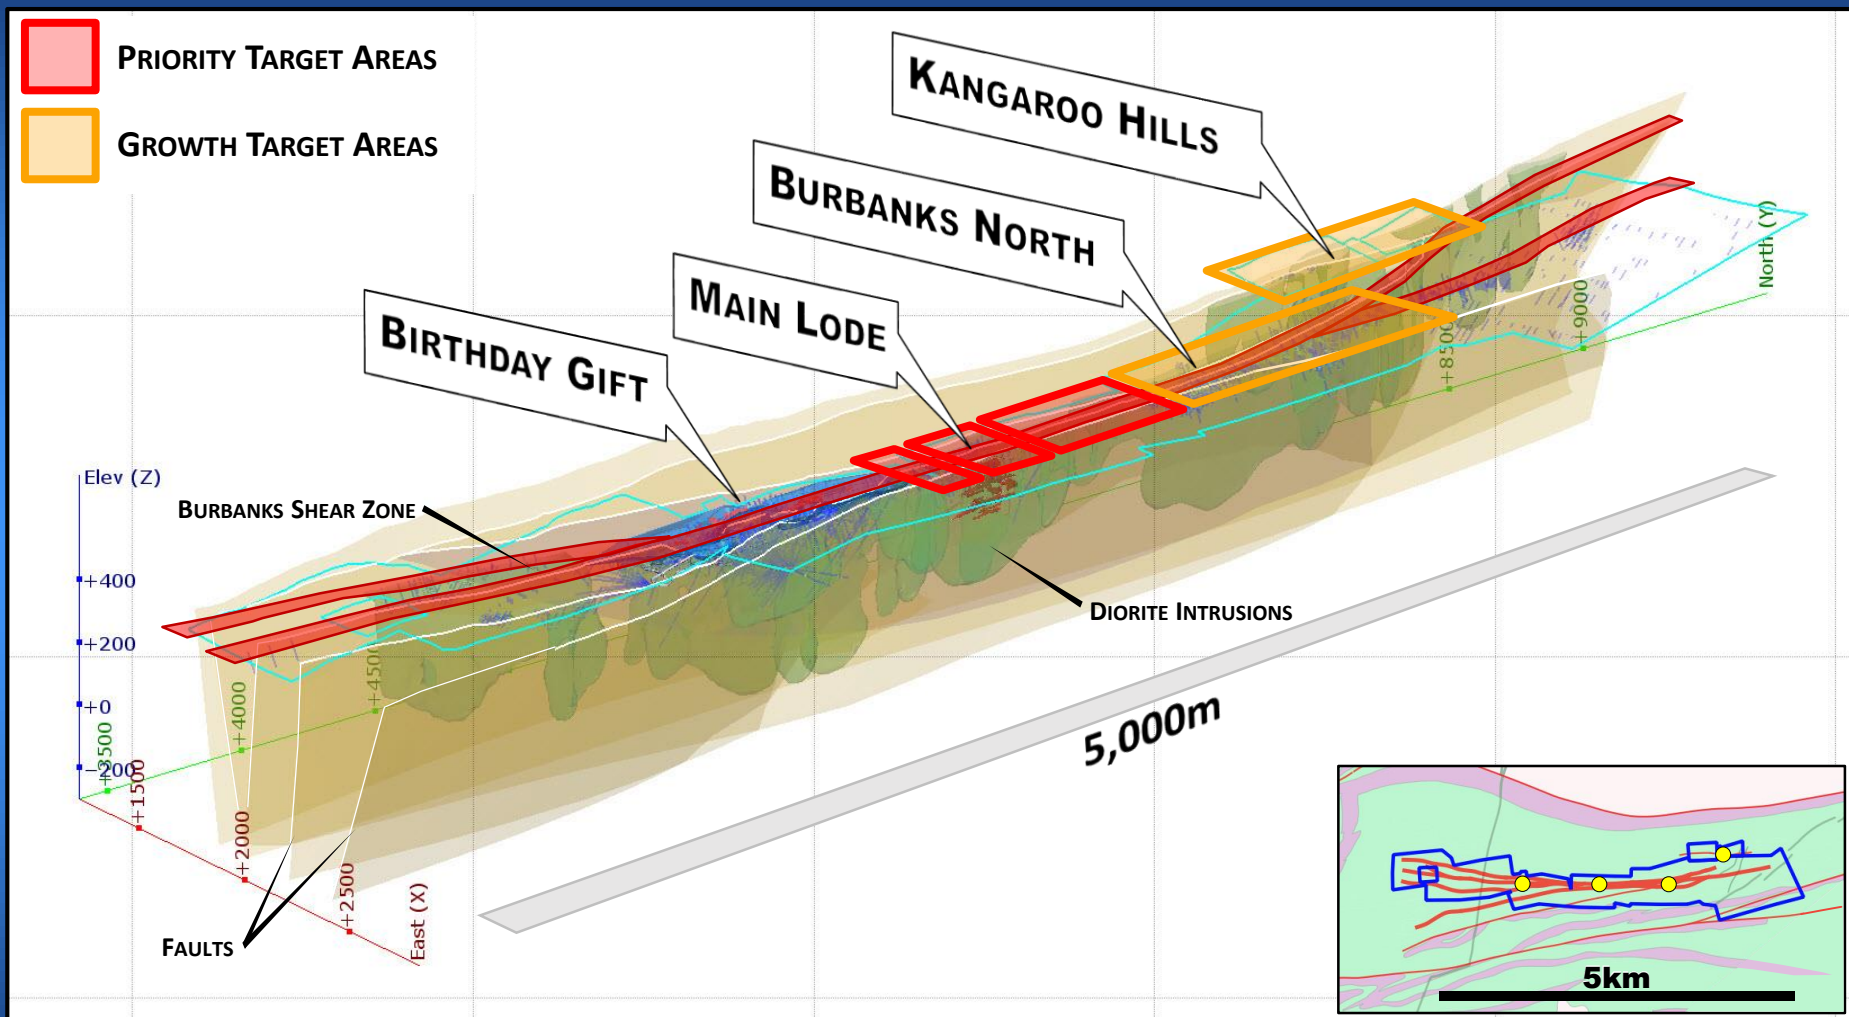 PRIORITY TARGET AREAS
GROWTH TARGET AREAS
KANGAROO HILLS
BURBANKS NORTH
MAIN LODE
BIRTHDAY GIFT
BURBANKS SHEAR ZONE
DIORITE INTRUSIONS
FAULTS
5,000m
Elev (Z)
+400
+200
+0
−200
+3500
+4000
+4500
+8500
+9000
North (Y)
+1500
+2000
+2500
East (X)
5km